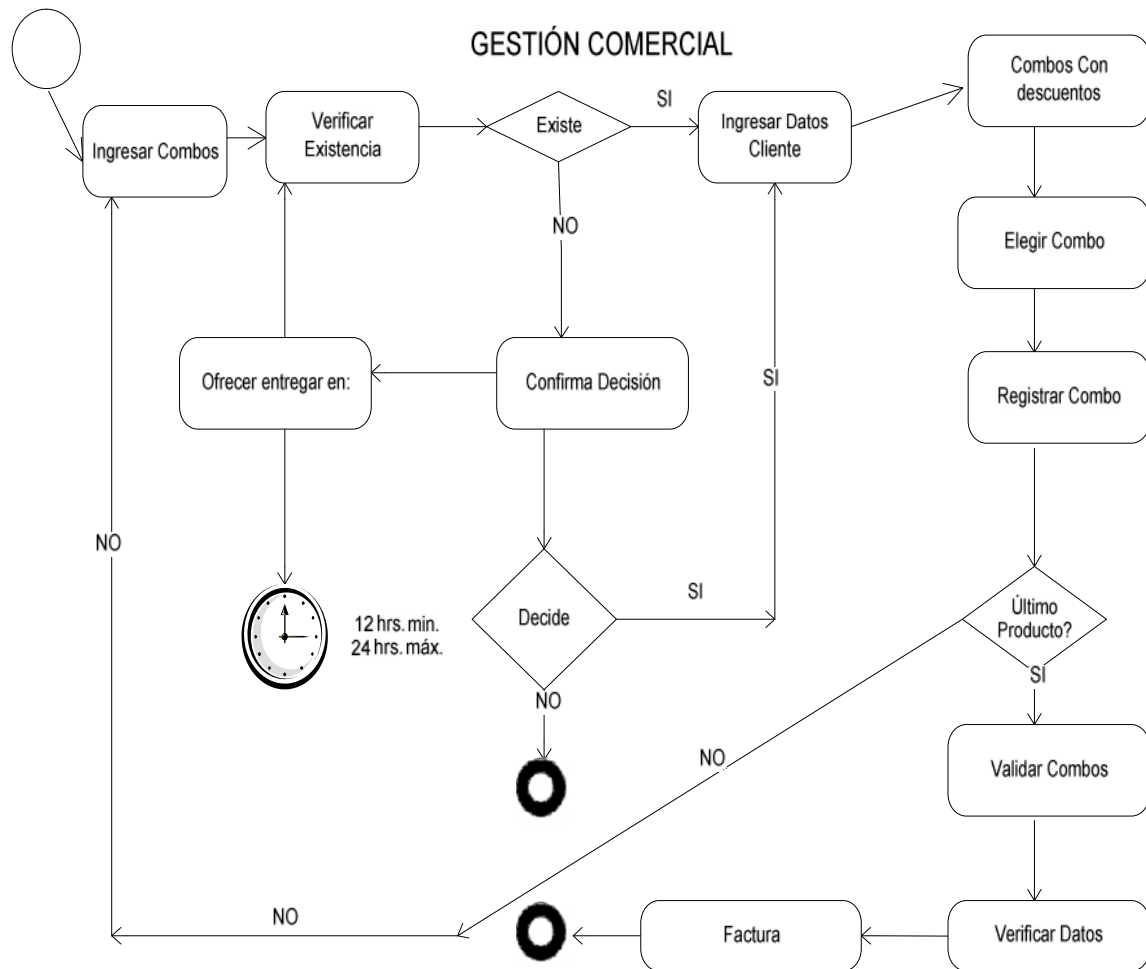 GESTIÓN COMERCIAL
Combos Con
descuentos
Ingresar Combos
Verificar
Existencia
Existe
SI
Ingresar Datos
Cliente
NO
Elegir Combo
Ofrecer entregar en:
Confirma Decisión
SI
Registrar Combo
NO
12 hrs. min.
24 hrs. máx.
Decide
SI
Último
Producto?
SI
NO
NO
Validar Combos
NO
Factura
Verificar Datos